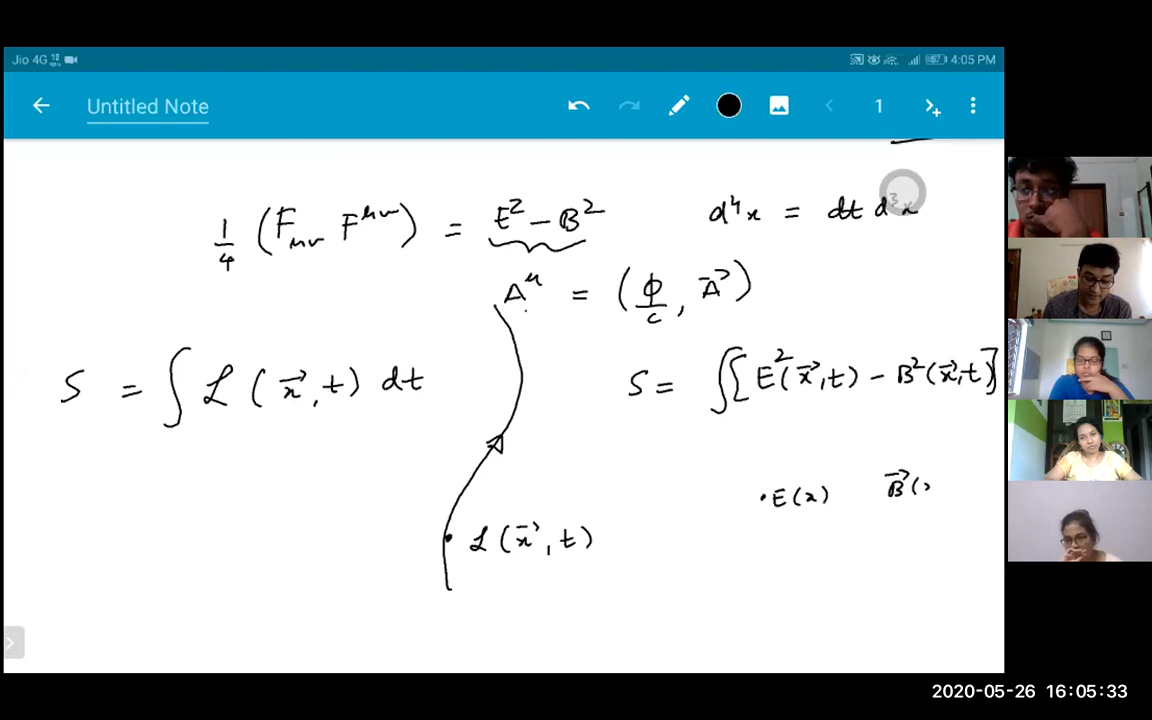 Jio 4G 4:05 PM
Untitled Note 1
1/4 (F_μν F^μν) = E² − B² d⁴x = dt d³x
A^μ = (φ/c, A⃗)
S = ∫ ℒ (x⃗, t) dt S = ∫[E²(x⃗,t) − B²(x⃗,t)]
E(x) B⃗(
ℒ (x⃗, t)
2020-05-26 16:05:33